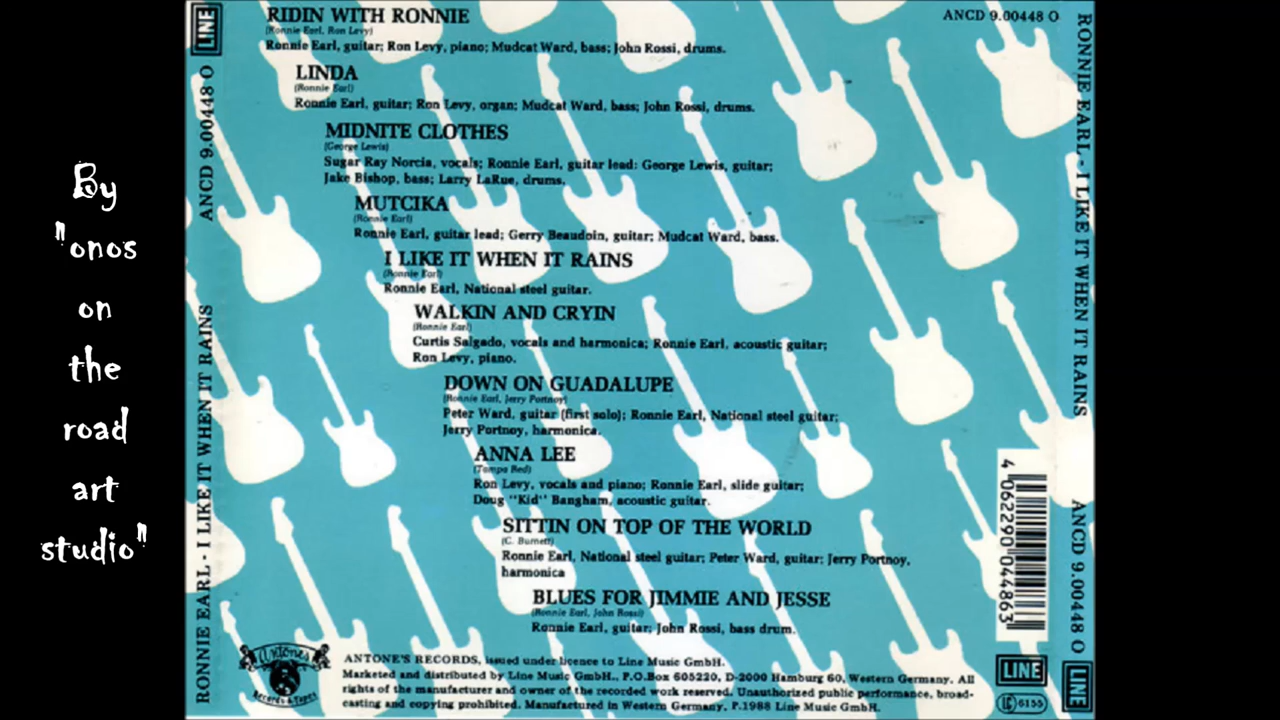 By
"onos
on
the
road
art
studio"
LINE
ANCD 9.00448 O
RONNIE EARL - I LIKE IT WHEN IT RAINS
RIDIN WITH RONNIE
(Ronnie Earl, Ron Levy)
Ronnie Earl, guitar; Ron Levy, piano; Mudcat Ward, bass; John Rossi, drums.
LINDA
(Ronnie Earl)
Ronnie Earl, guitar; Ron Levy, organ; Mudcat Ward, bass; John Rossi, drums.
MIDNITE CLOTHES
(George Lewis)
Sugar Ray Norcia, vocals; Ronnie Earl, guitar lead: George Lewis, guitar;
Jake Bishop, bass; Larry LaRue, drums.
MUTCIKA
(Ronnie Earl)
Ronnie Earl, guitar lead; Gerry Beaudoin, guitar; Mudcat Ward, bass.
I LIKE IT WHEN IT RAINS
(Ronnie Earl)
Ronnie Earl, National steel guitar.
WALKIN AND CRYIN
(Ronnie Earl)
Curtis Salgado, vocals and harmonica; Ronnie Earl, acoustic guitar;
Ron Levy, piano.
DOWN ON GUADALUPE
(Ronnie Earl, Jerry Portnoy)
Peter Ward, guitar (first solo); Ronnie Earl, National steel guitar;
Jerry Portnoy, harmonica.
ANNA LEE
(Tampa Red)
Ron Levy, vocals and piano; Ronnie Earl, slide guitar;
Doug "Kid" Bangham, acoustic guitar.
SITTIN ON TOP OF THE WORLD
(C. Burnett)
Ronnie Earl, National steel guitar; Peter Ward, guitar; Jerry Portnoy,
harmonica
BLUES FOR JIMMIE AND JESSE
(Ronnie Earl, John Rossi)
Ronnie Earl, guitar; John Rossi, bass drum.
Antone's
Records & Tapes
ANTONE'S RECORDS, issued under licence to Line Music GmbH.
Marketed and distributed by Line Music GmbH., P.O.Box 605220, D-2000 Hamburg 60, Western Germany. All
rights of the manufacturer and owner of the recorded work reserved. Unauthorized public performance, broad-
casting and copying prohibited. Manufactured in Western Germany. P.1988 Line Music GmbH.
ANCD 9.00448 O
4 062290 044863
LINE
LC 6155
RONNIE EARL - I LIKE IT WHEN IT RAINS
ANCD 9.00448 O
LINE